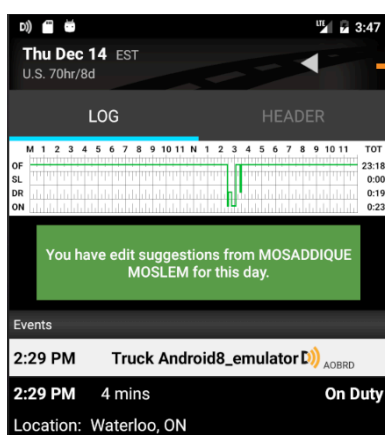 D)) LTE 3:47
Thu Dec 14 EST
U.S. 70hr/8d
LOG HEADER
M 1 2 3 4 5 6 7 8 9 10 11 N 1 2 3 4 5 6 7 8 9 10 11 TOT
OF 23:18
SL 0:00
DR 0:19
ON 0:23
You have edit suggestions from MOSADDIQUE
MOSLEM for this day.
Events
2:29 PM Truck Android8_emulator D)) AOBRD
2:29 PM 4 mins On Duty
Location: Waterloo, ON